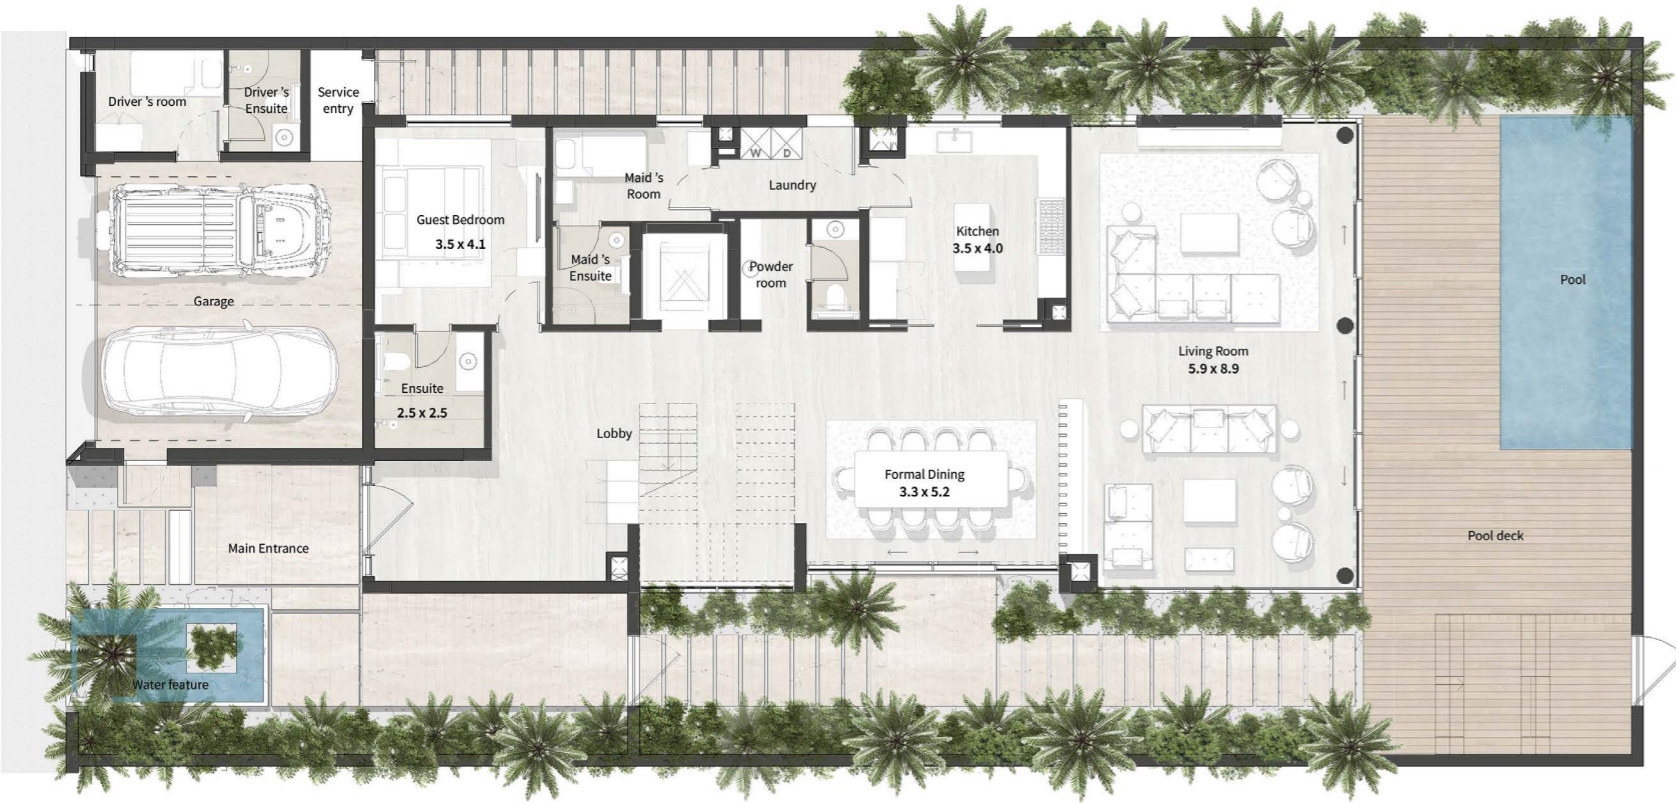 Driver 's room
Driver 's
Ensuite
Service
entry
Garage
Guest Bedroom
3.5 x 4.1
Maid 's
Room
W D
Laundry
Maid 's
Ensuite
Powder
room
Kitchen
3.5 x 4.0
Ensuite
2.5 x 2.5
Lobby
Formal Dining
3.3 x 5.2
Living Room
5.9 x 8.9
Pool
Pool deck
Main Entrance
Water feature